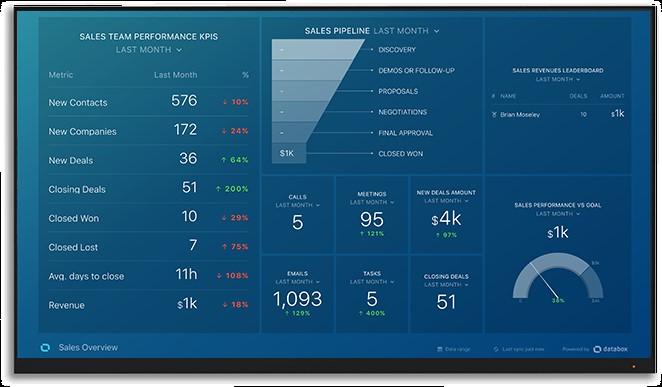 SALES TEAM PERFORMANCE KPIS
LAST MONTH
Metric Last Month %
New Contacts 576 ↓ 10%
New Companies 172 ↓ 24%
New Deals 36 ↑ 64%
Closing Deals 51 ↑ 200%
Closed Won 10 ↓ 29%
Closed Lost 7 ↑ 75%
Avg. days to close 11h ↓ 108%
Revenue $1k ↓ 18%
SALES PIPELINE LAST MONTH
- DISCOVERY
- DEMOS OR FOLLOW-UP
- PROPOSALS
- NEGOTIATIONS
- FINAL APPROVAL
$1K CLOSED WON
SALES REVENUES LEADERBOARD
LAST MONTH
# NAME DEALS AMOUNT
Brian Moseley 10 $1k
CALLS
LAST MONTH
5
MEETINGS
LAST MONTH
95
↑ 121%
NEW DEALS AMOUNT
LAST MONTH
$4k
↑ 97%
EMAILS
LAST MONTH
1,093
↑ 129%
TASKS
LAST MONTH
5
↑ 400%
CLOSING DEALS
LAST MONTH
51
SALES PERFORMANCE VS GOAL
LAST MONTH
$1k
36%
Sales Overview
Date range
Last sync just now
Powered by databox